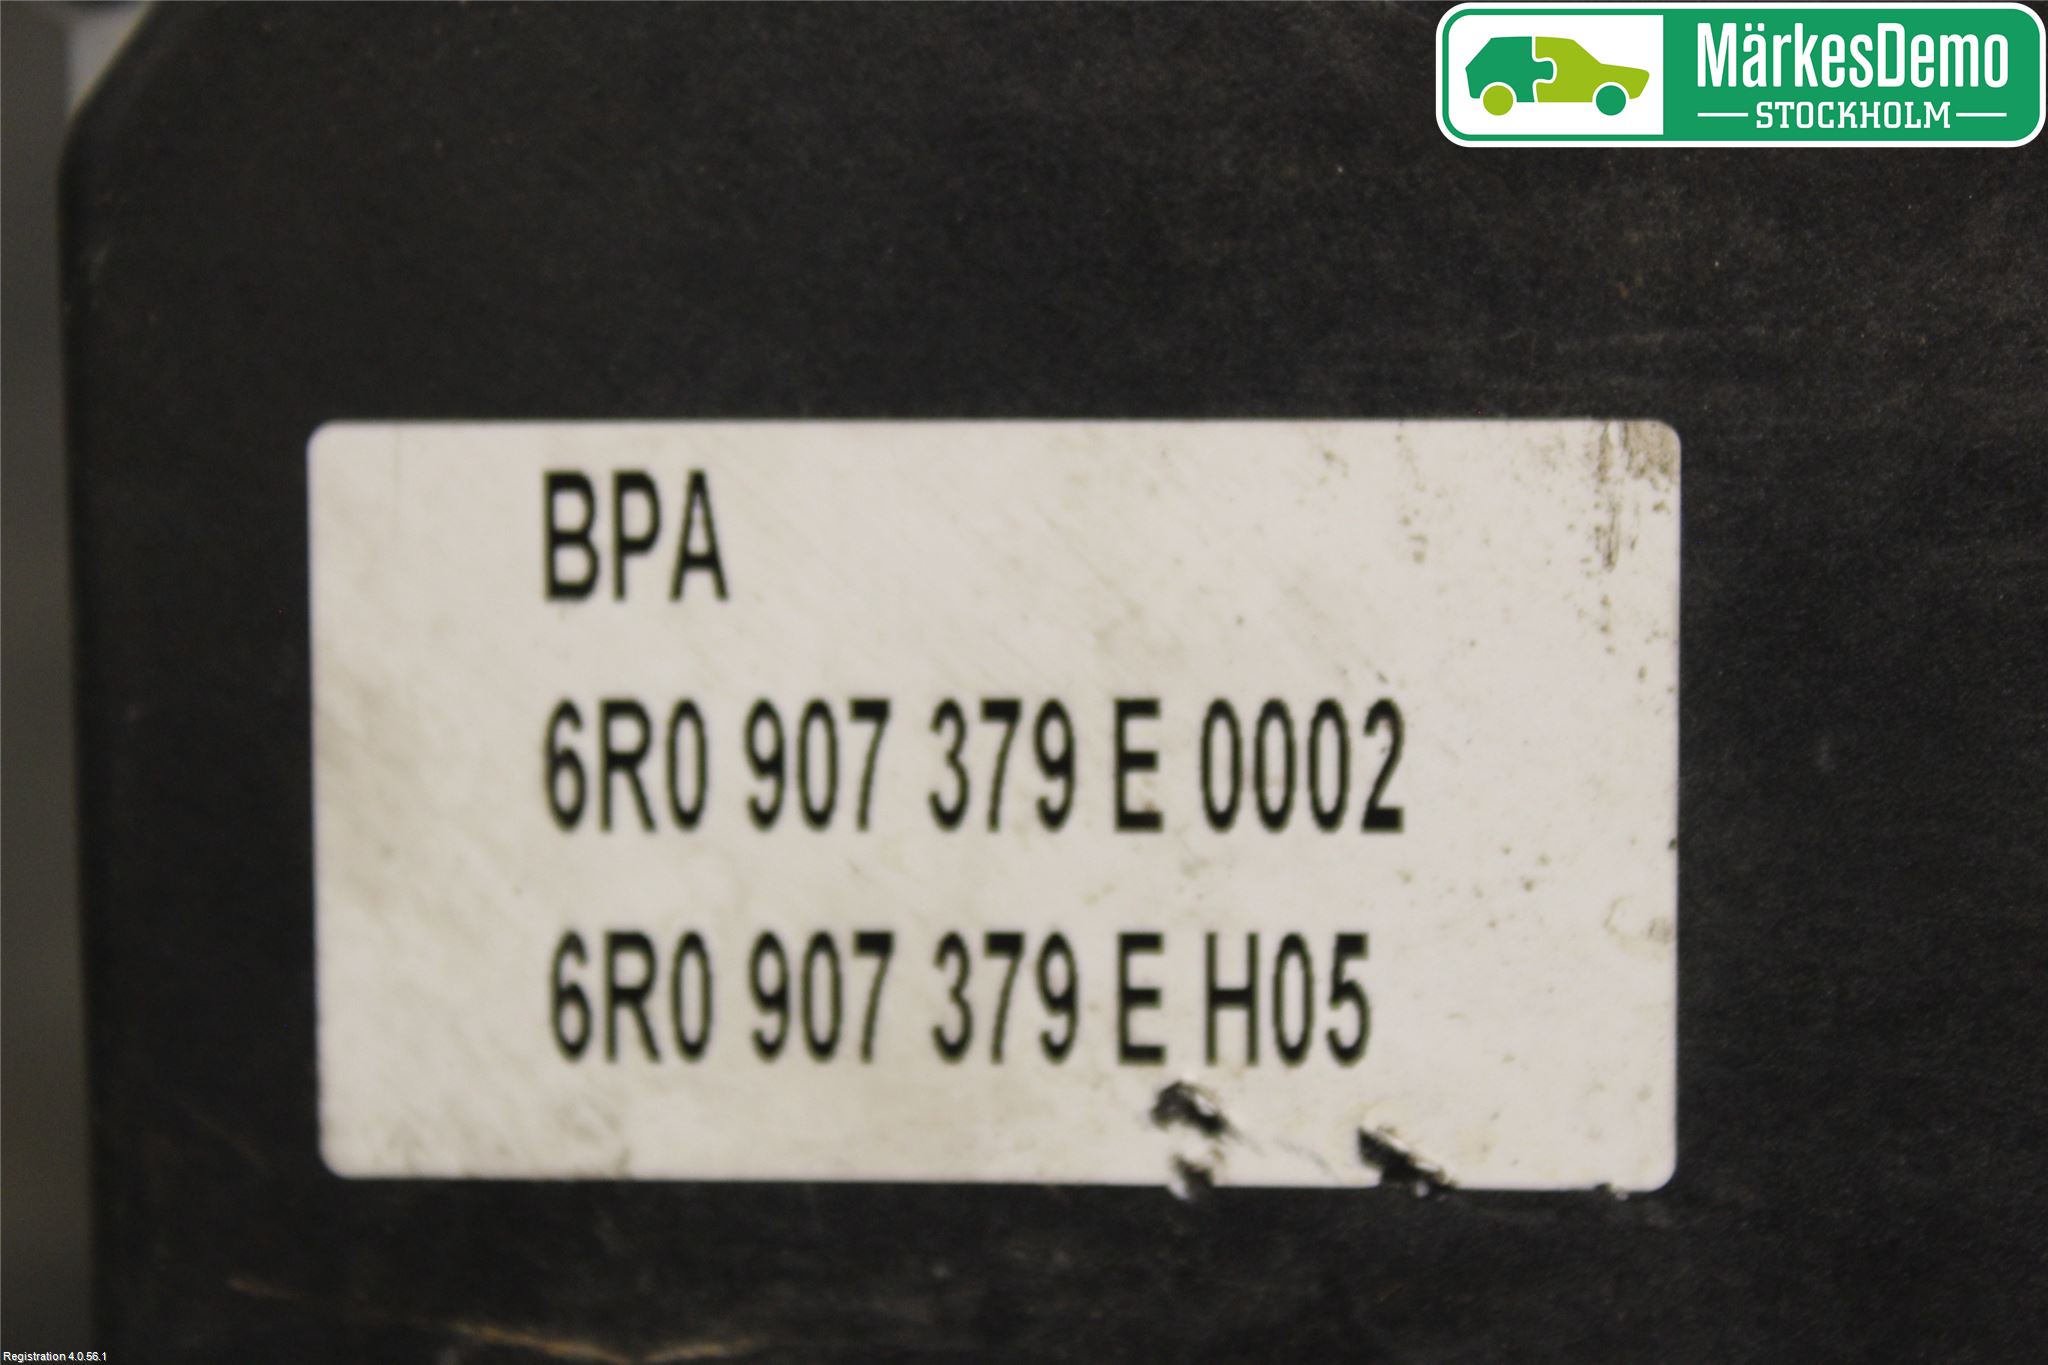 MärkesDemo
STOCKHOLM
BPA
6R0 907 379 E 0002
6R0 907 379 E H05
Registration 4.0.56.1